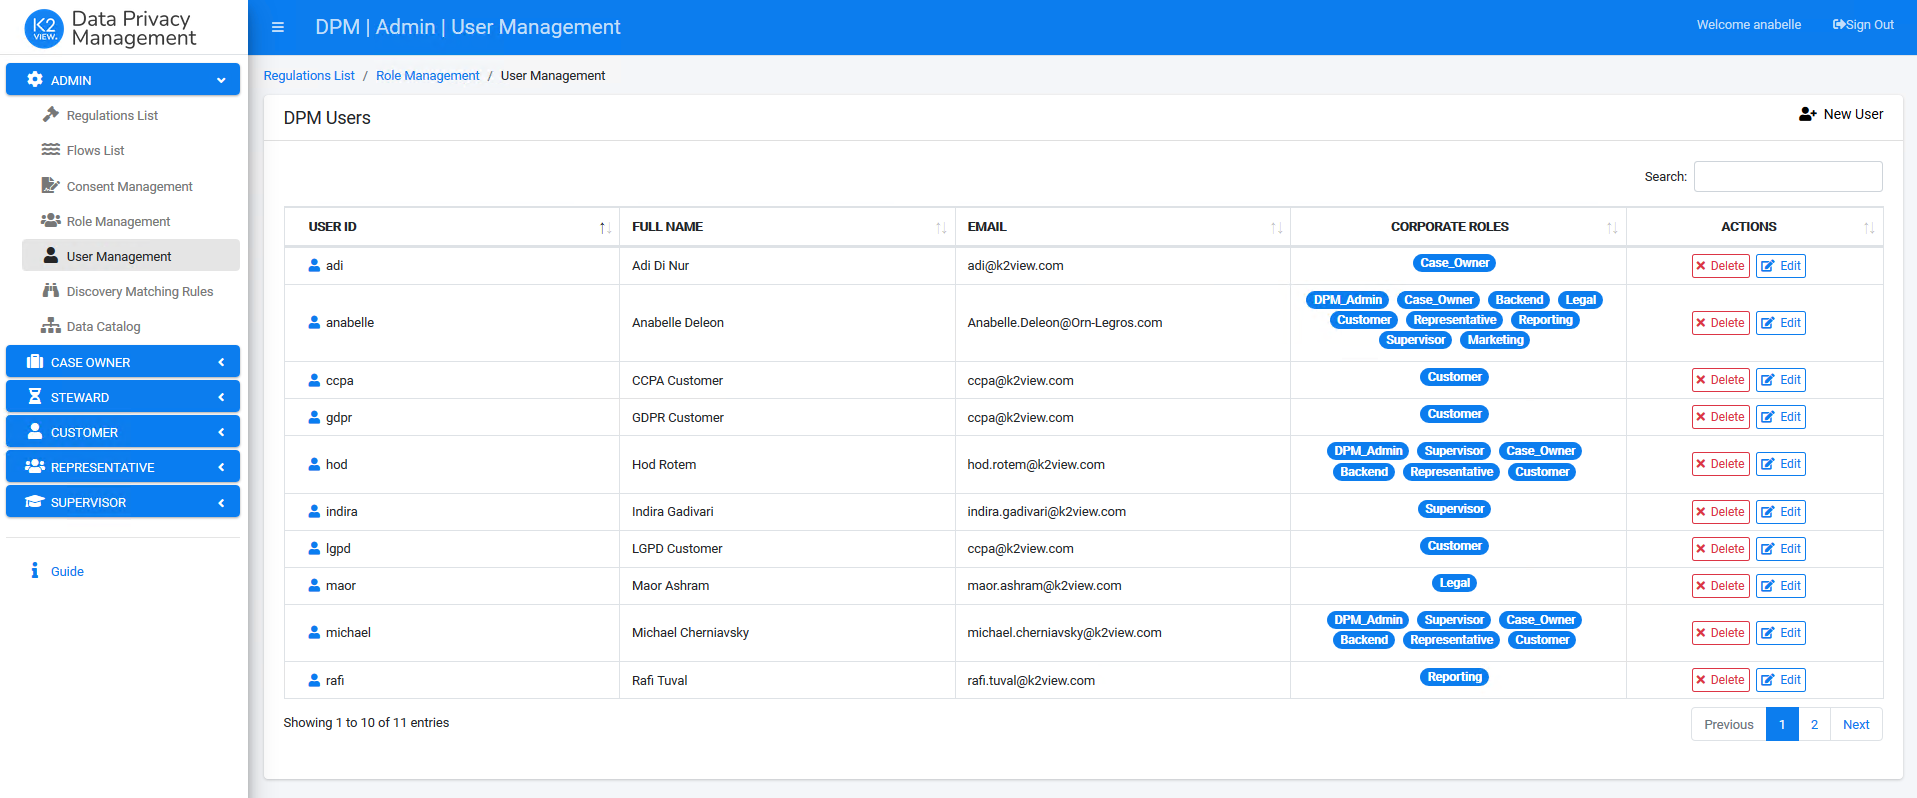 K2
VIEW.
Data Privacy
Management
DPM | Admin | User Management
Welcome anabelle
Sign Out
ADMIN
Regulations List
Flows List
Consent Management
Role Management
User Management
Discovery Matching Rules
Data Catalog
CASE OWNER
STEWARD
CUSTOMER
REPRESENTATIVE
SUPERVISOR
Guide
Regulations List / Role Management / User Management
DPM Users
New User
Search:
USER ID FULL NAME EMAIL CORPORATE ROLES ACTIONS
adi Adi Di Nur adi@k2view.com Case_Owner Delete Edit
anabelle Anabelle Deleon Anabelle.Deleon@Orn-Legros.com DPM_Admin Case_Owner Backend Legal
Customer Representative Reporting
Supervisor Marketing
Delete Edit
ccpa CCPA Customer ccpa@k2view.com Customer Delete Edit
gdpr GDPR Customer ccpa@k2view.com Customer Delete Edit
hod Hod Rotem hod.rotem@k2view.com DPM_Admin Supervisor Case_Owner
Backend Representative Customer
Delete Edit
indira Indira Gadivari indira.gadivari@k2view.com Supervisor Delete Edit
lgpd LGPD Customer ccpa@k2view.com Customer Delete Edit
maor Maor Ashram maor.ashram@k2view.com Legal Delete Edit
michael Michael Cherniavsky michael.cherniavsky@k2view.com DPM_Admin Supervisor Case_Owner
Backend Representative Customer
Delete Edit
rafi Rafi Tuval rafi.tuval@k2view.com Reporting Delete Edit
Showing 1 to 10 of 11 entries
Previous 1 2 Next